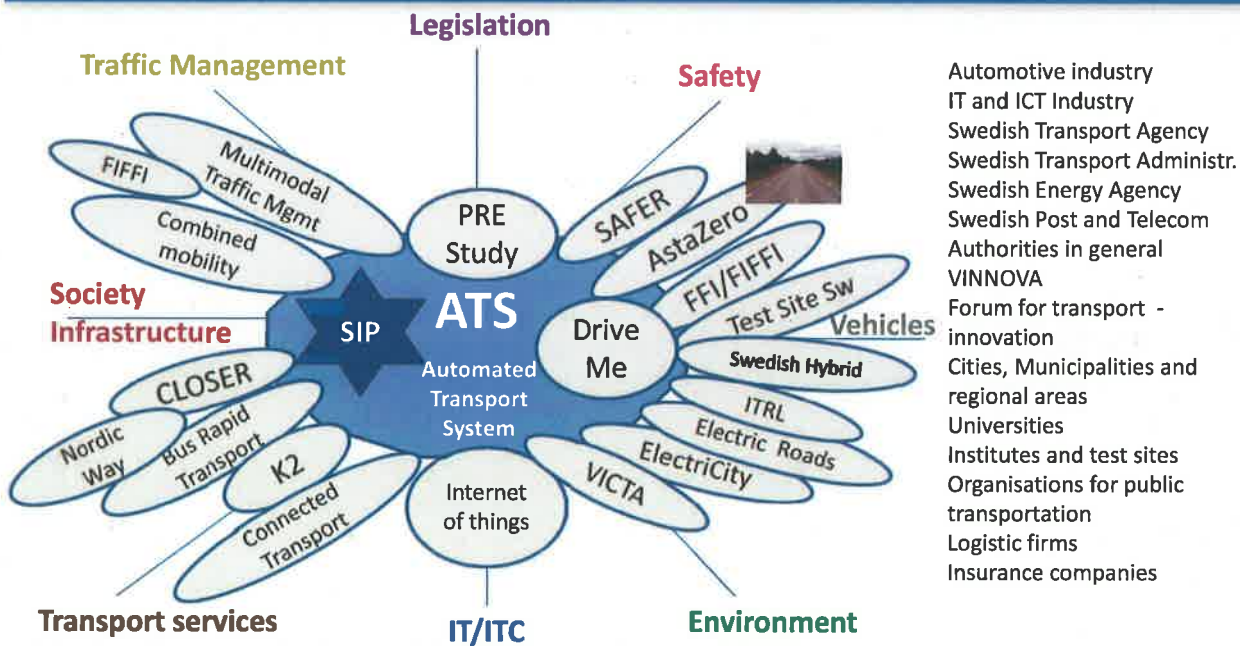 Legislation
Traffic Management
Safety
FIFFI
Multimodal
Traffic Mgmt
Combined
mobility
PRE
Study
SAFER
AstaZero
FFI/FIFFI
Test Site Sw
Society
Infrastructure
SIP
ATS
Automated
Transport
System
Drive
Me
Vehicles
Swedish Hybrid
CLOSER
Nordic
Way
Bus Rapid
Transport
K2
Connected
Transport
Internet
of things
ITRL
Electric Roads
ElectriCity
VICTA
Transport services
IT/ITC
Environment
Automotive industry
IT and ICT Industry
Swedish Transport Agency
Swedish Transport Administr.
Swedish Energy Agency
Swedish Post and Telecom
Authorities in general
VINNOVA
Forum for transport -
innovation
Cities, Municipalities and
regional areas
Universities
Institutes and test sites
Organisations for public
transportation
Logistic firms
Insurance companies